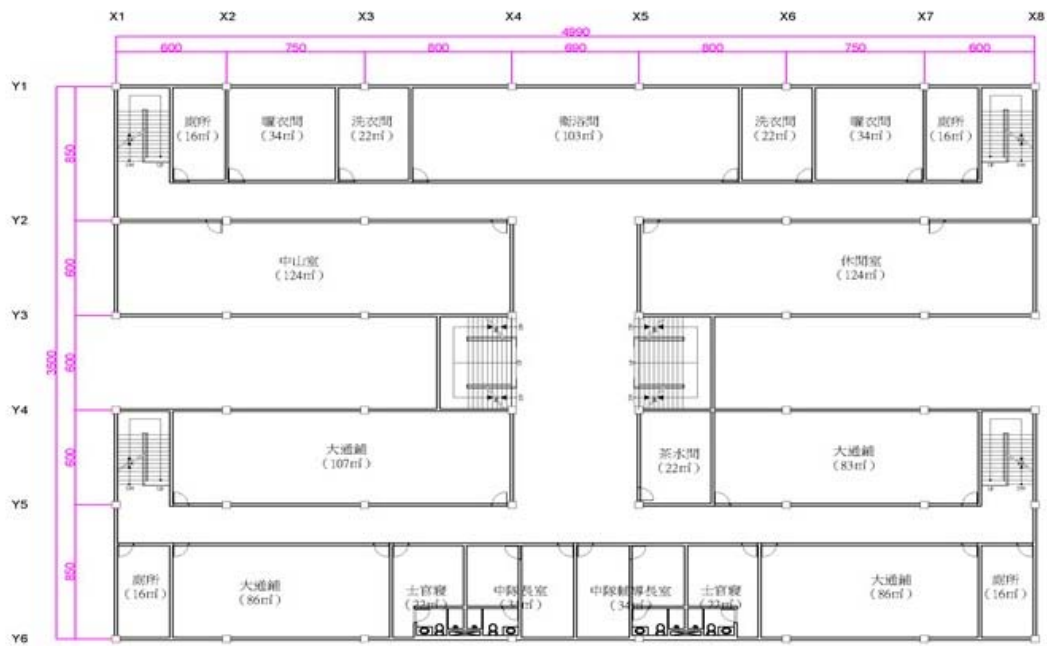 X1 X2 X3 X4 X5 X6 X7 X8
4990
600 750 800 690 800 750 600
Y1
Y2
Y3
Y4
Y5
Y6
3500
850
600
600
600
850
廁所
(16㎡)
曬衣間
(34㎡)
洗衣間
(22㎡)
衛浴間
(103㎡)
洗衣間
(22㎡)
曬衣間
(34㎡)
廁所
(16㎡)
中山室
(124㎡)
休閒室
(124㎡)
大通鋪
(107㎡)
茶水間
(22㎡)
大通鋪
(83㎡)
廁所
(16㎡)
大通鋪
(86㎡)
士官寢
(22㎡)
中隊長室
(34㎡)
中隊輔導長室
(34㎡)
士官寢
(22㎡)
大通鋪
(86㎡)
廁所
(16㎡)